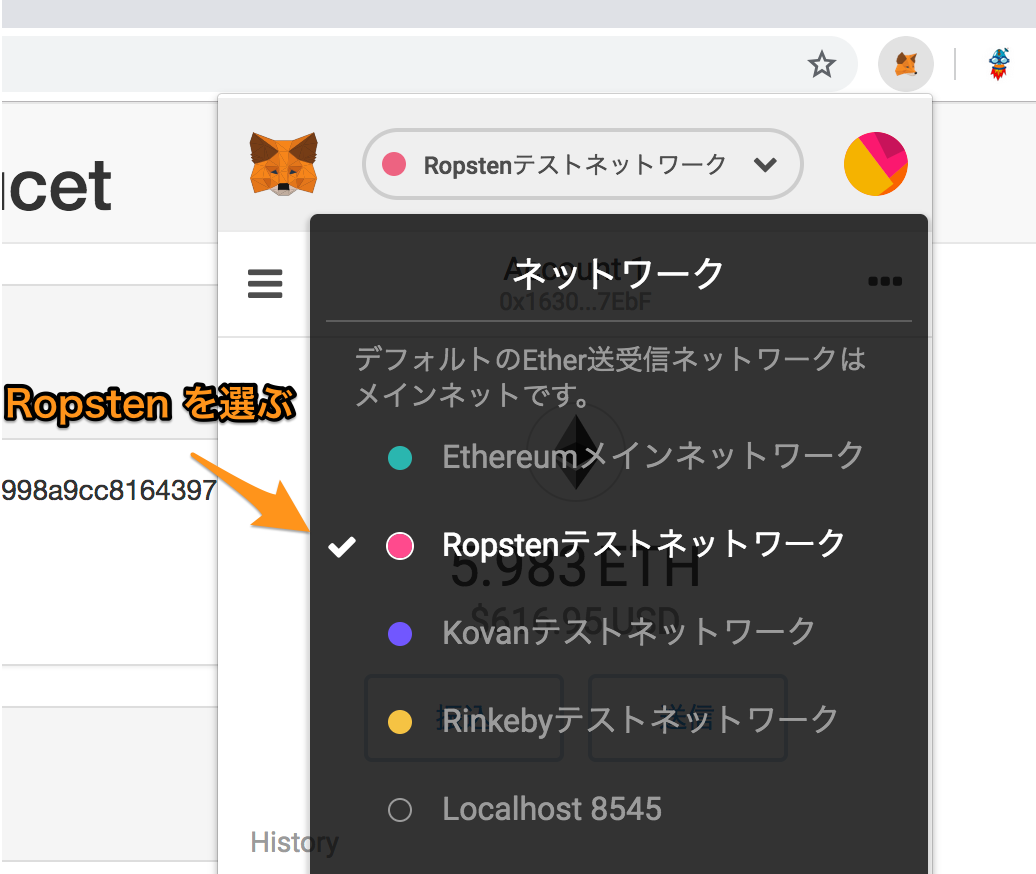 ucet
Ropstenテストネットワーク
ネットワーク
Account 1
0x1630...7EbF
デフォルトのEther送受信ネットワークは
メインネットです。
Ropsten を選ぶ
Ethereumメインネットワーク
998a9cc8164397
Ropstenテストネットワーク
5.983 ETH
$616.95 USD
Kovanテストネットワーク
Rinkebyテストネットワーク
振込
送信
Localhost 8545
History